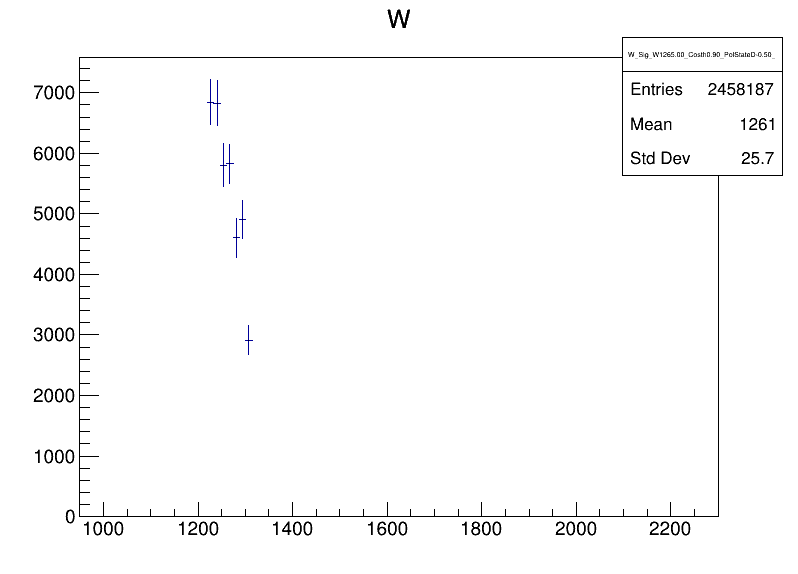 W
W_Sig_W1265.00_Costh0.90_PolStateD-0.50_
Entries 2458187
Mean 1261
Std Dev 25.7
7000
6000
5000
4000
3000
2000
1000
0
1000 1200 1400 1600 1800 2000 2200